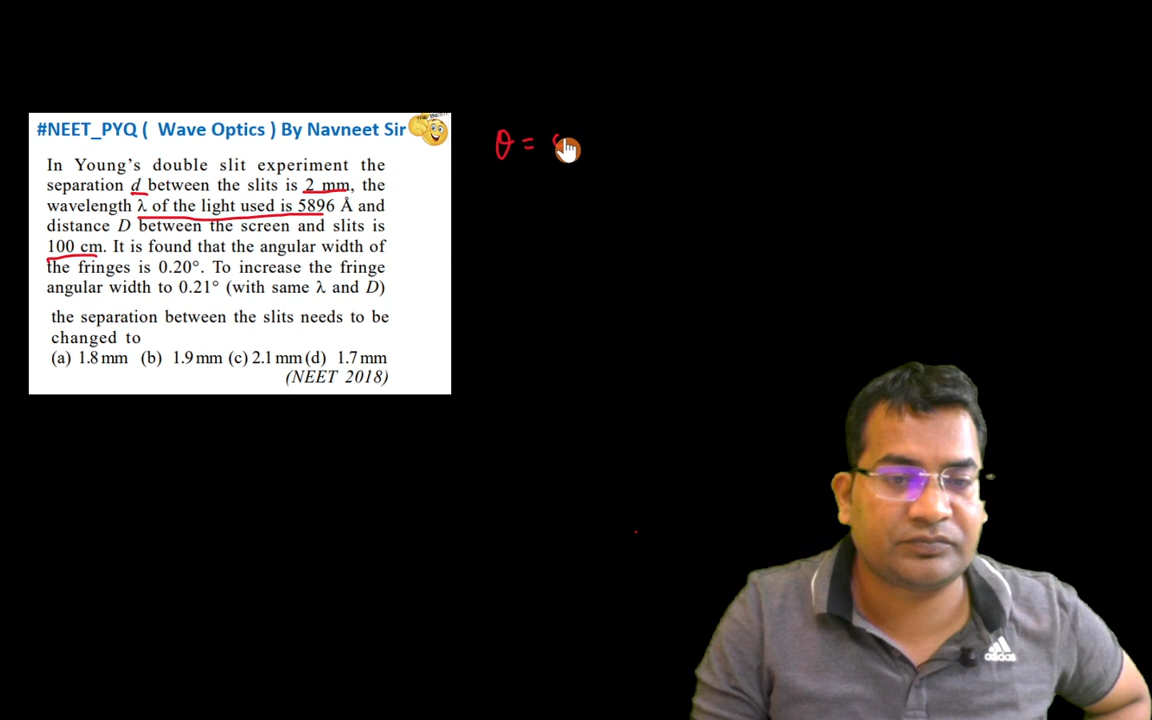 #NEET_PYQ ( Wave Optics ) By Navneet Sir
In Young's double slit experiment the
separation d between the slits is 2 mm, the
wavelength λ of the light used is 5896 Å and
distance D between the screen and slits is
100 cm. It is found that the angular width of
the fringes is 0.20°. To increase the fringe
angular width to 0.21° (with same λ and D)
the separation between the slits needs to be
changed to
(a) 1.8 mm (b) 1.9 mm (c) 2.1 mm (d) 1.7 mm
(NEET 2018)
θ =
adidas